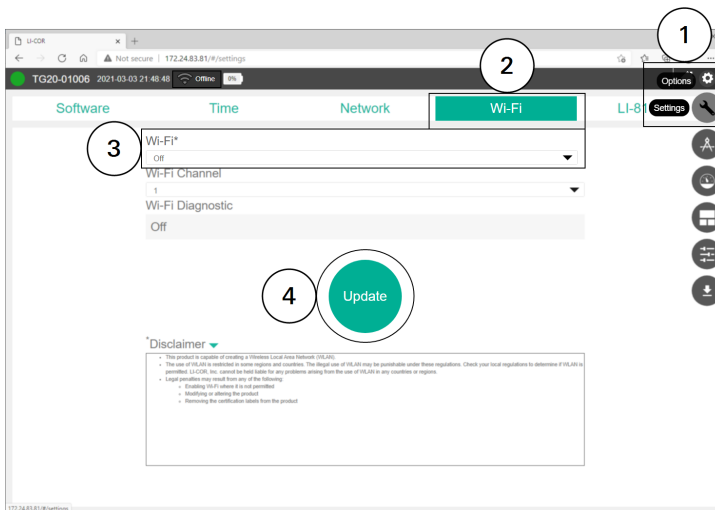 1
LI-COR
Not secure | 172.24.83.81/#/settings
2
TG20-01006 2021-03-03 21:48:48 Offline 0%
Options
Software Time Network Wi-Fi LI-81
Settings
3
Wi-Fi*
Off
Wi-Fi Channel
1
Wi-Fi Diagnostic
Off
4
Update
*Disclaimer
This product is capable of creating a Wireless Local Area Network (WLAN).
The use of WLAN is restricted in some regions and countries. The illegal use of WLAN may be punishable under these regulations. Check your local regulations to determine if WLAN is
permitted. LI-COR, Inc. cannot be held liable for any problems arising from the use of WLAN in any countries or regions.
Legal penalties may result from any of the following
Enabling Wi-Fi where it is not permitted
Modifying or altering the product
Removing the certification labels from the product
172.24.83.81/#/settings